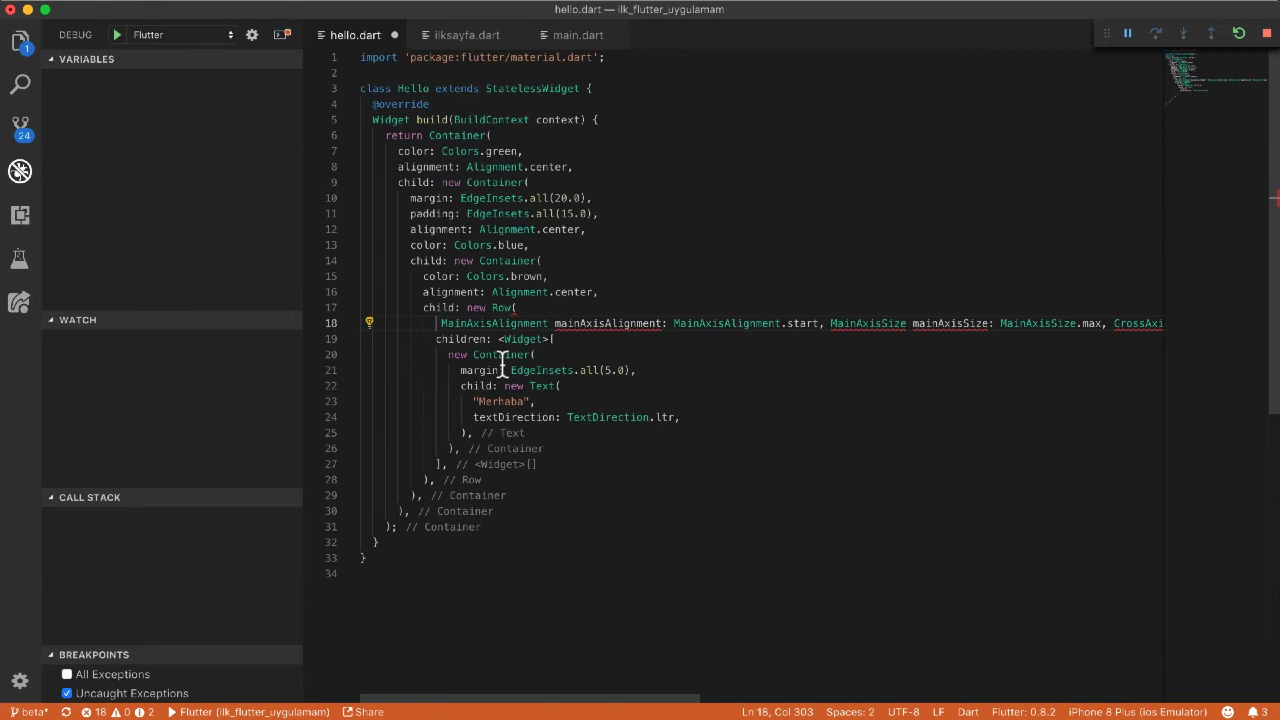 hello.dart — ilk_flutter_uygulamam
DEBUG Flutter
hello.dart ilksayfa.dart main.dart
1
24
VARIABLES
WATCH
CALL STACK
BREAKPOINTS
All Exceptions
Uncaught Exceptions
1 import 'package:flutter/material.dart';
2
3 class Hello extends StatelessWidget {
4 @override
5 Widget build(BuildContext context) {
6 return Container(
7 color: Colors.green,
8 alignment: Alignment.center,
9 child: new Container(
10 margin: EdgeInsets.all(20.0),
11 padding: EdgeInsets.all(15.0),
12 alignment: Alignment.center,
13 color: Colors.blue,
14 child: new Container(
15 color: Colors.brown,
16 alignment: Alignment.center,
17 child: new Row(
18 MainAxisAlignment mainAxisAlignment: MainAxisAlignment.start, MainAxisSize mainAxisSize: MainAxisSize.max, CrossAxi
19 children: <Widget>[
20 new Container(
21 margin: EdgeInsets.all(5.0),
22 child: new Text(
23 "Merhaba",
24 textDirection: TextDirection.ltr,
25 ), // Text
26 ), // Container
27 ], // <Widget>[]
28 ), // Row
29 ), // Container
30 ), // Container
31 ); // Container
32 }
33 }
34
beta* 18 0 2 Flutter (ilk_flutter_uygulamam) Share Ln 18, Col 303 Spaces: 2 UTF-8 LF Dart Flutter: 0.8.2 iPhone 8 Plus (ios Emulator) 3